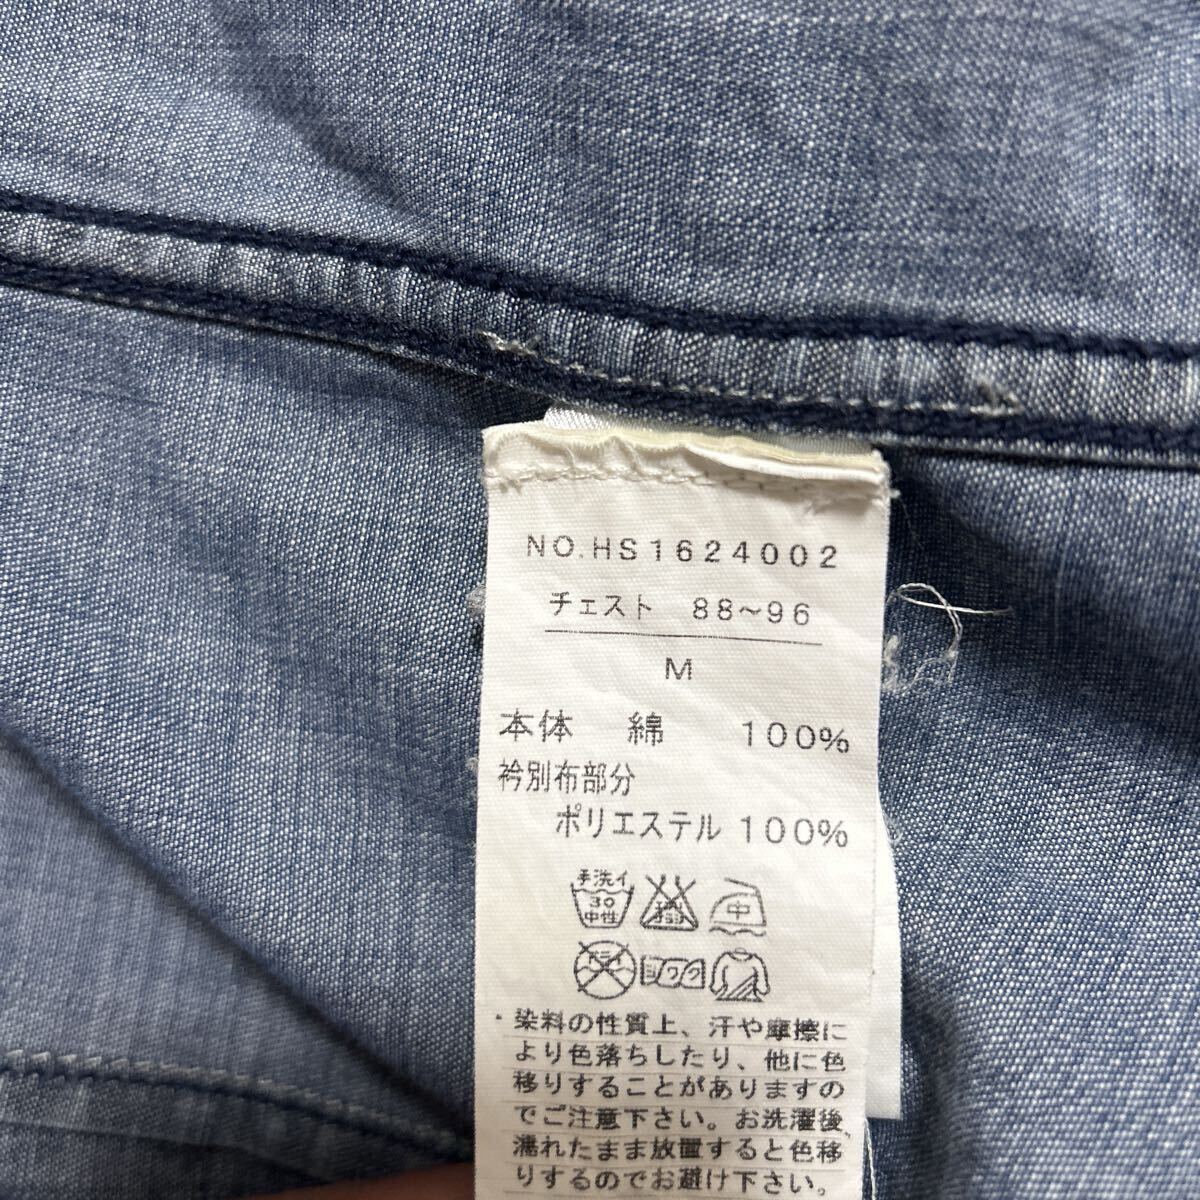 NO.HS1624002
チェスト 88~96
M
本体 綿 100%
衿別布部分
ポリエステル 100%
手洗イ
30
中性
中
ドライ
・染料の性質上、汗や摩擦に
より色落ちしたり、他に色
移りすることがありますの
でご注意下さい。お洗濯後、
濡れたまま放置すると色移
りするのでお避け下さい。